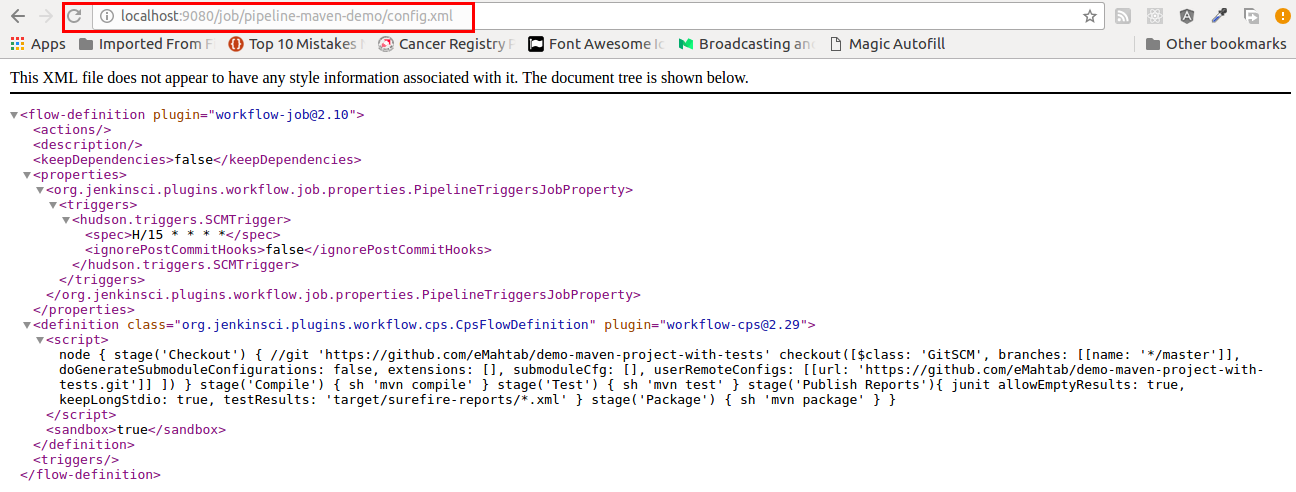 localhost:9080/job/pipeline-maven-demo/config.xml
Apps Imported From F Top 10 Mistakes Cancer Registry Font Awesome Ic Broadcasting an Magic Autofill Other bookmarks
This XML file does not appear to have any style information associated with it. The document tree is shown below.
<flow-definition plugin="workflow-job@2.10">
<actions/>
<description/>
<keepDependencies>false</keepDependencies>
<properties>
<org.jenkinsci.plugins.workflow.job.properties.PipelineTriggersJobProperty>
<triggers>
<hudson.triggers.SCMTrigger>
<spec>H/15 * * * *</spec>
<ignorePostCommitHooks>false</ignorePostCommitHooks>
</hudson.triggers.SCMTrigger>
</triggers>
</org.jenkinsci.plugins.workflow.job.properties.PipelineTriggersJobProperty>
</properties>
<definition class="org.jenkinsci.plugins.workflow.cps.CpsFlowDefinition" plugin="workflow-cps@2.29">
<script>
node { stage('Checkout') { //git 'https://github.com/eMahtab/demo-maven-project-with-tests' checkout([$class: 'GitSCM', branches: [[name: '*/master']],
doGenerateSubmoduleConfigurations: false, extensions: [], submoduleCfg: [], userRemoteConfigs: [[url: 'https://github.com/eMahtab/demo-maven-project-with-
tests.git']] ]) } stage('Compile') { sh 'mvn compile' } stage('Test') { sh 'mvn test' } stage('Publish Reports'){ junit allowEmptyResults: true,
keepLongStdio: true, testResults: 'target/surefire-reports/*.xml' } stage('Package') { sh 'mvn package' } }
</script>
<sandbox>true</sandbox>
</definition>
<triggers/>
</flow-definition>